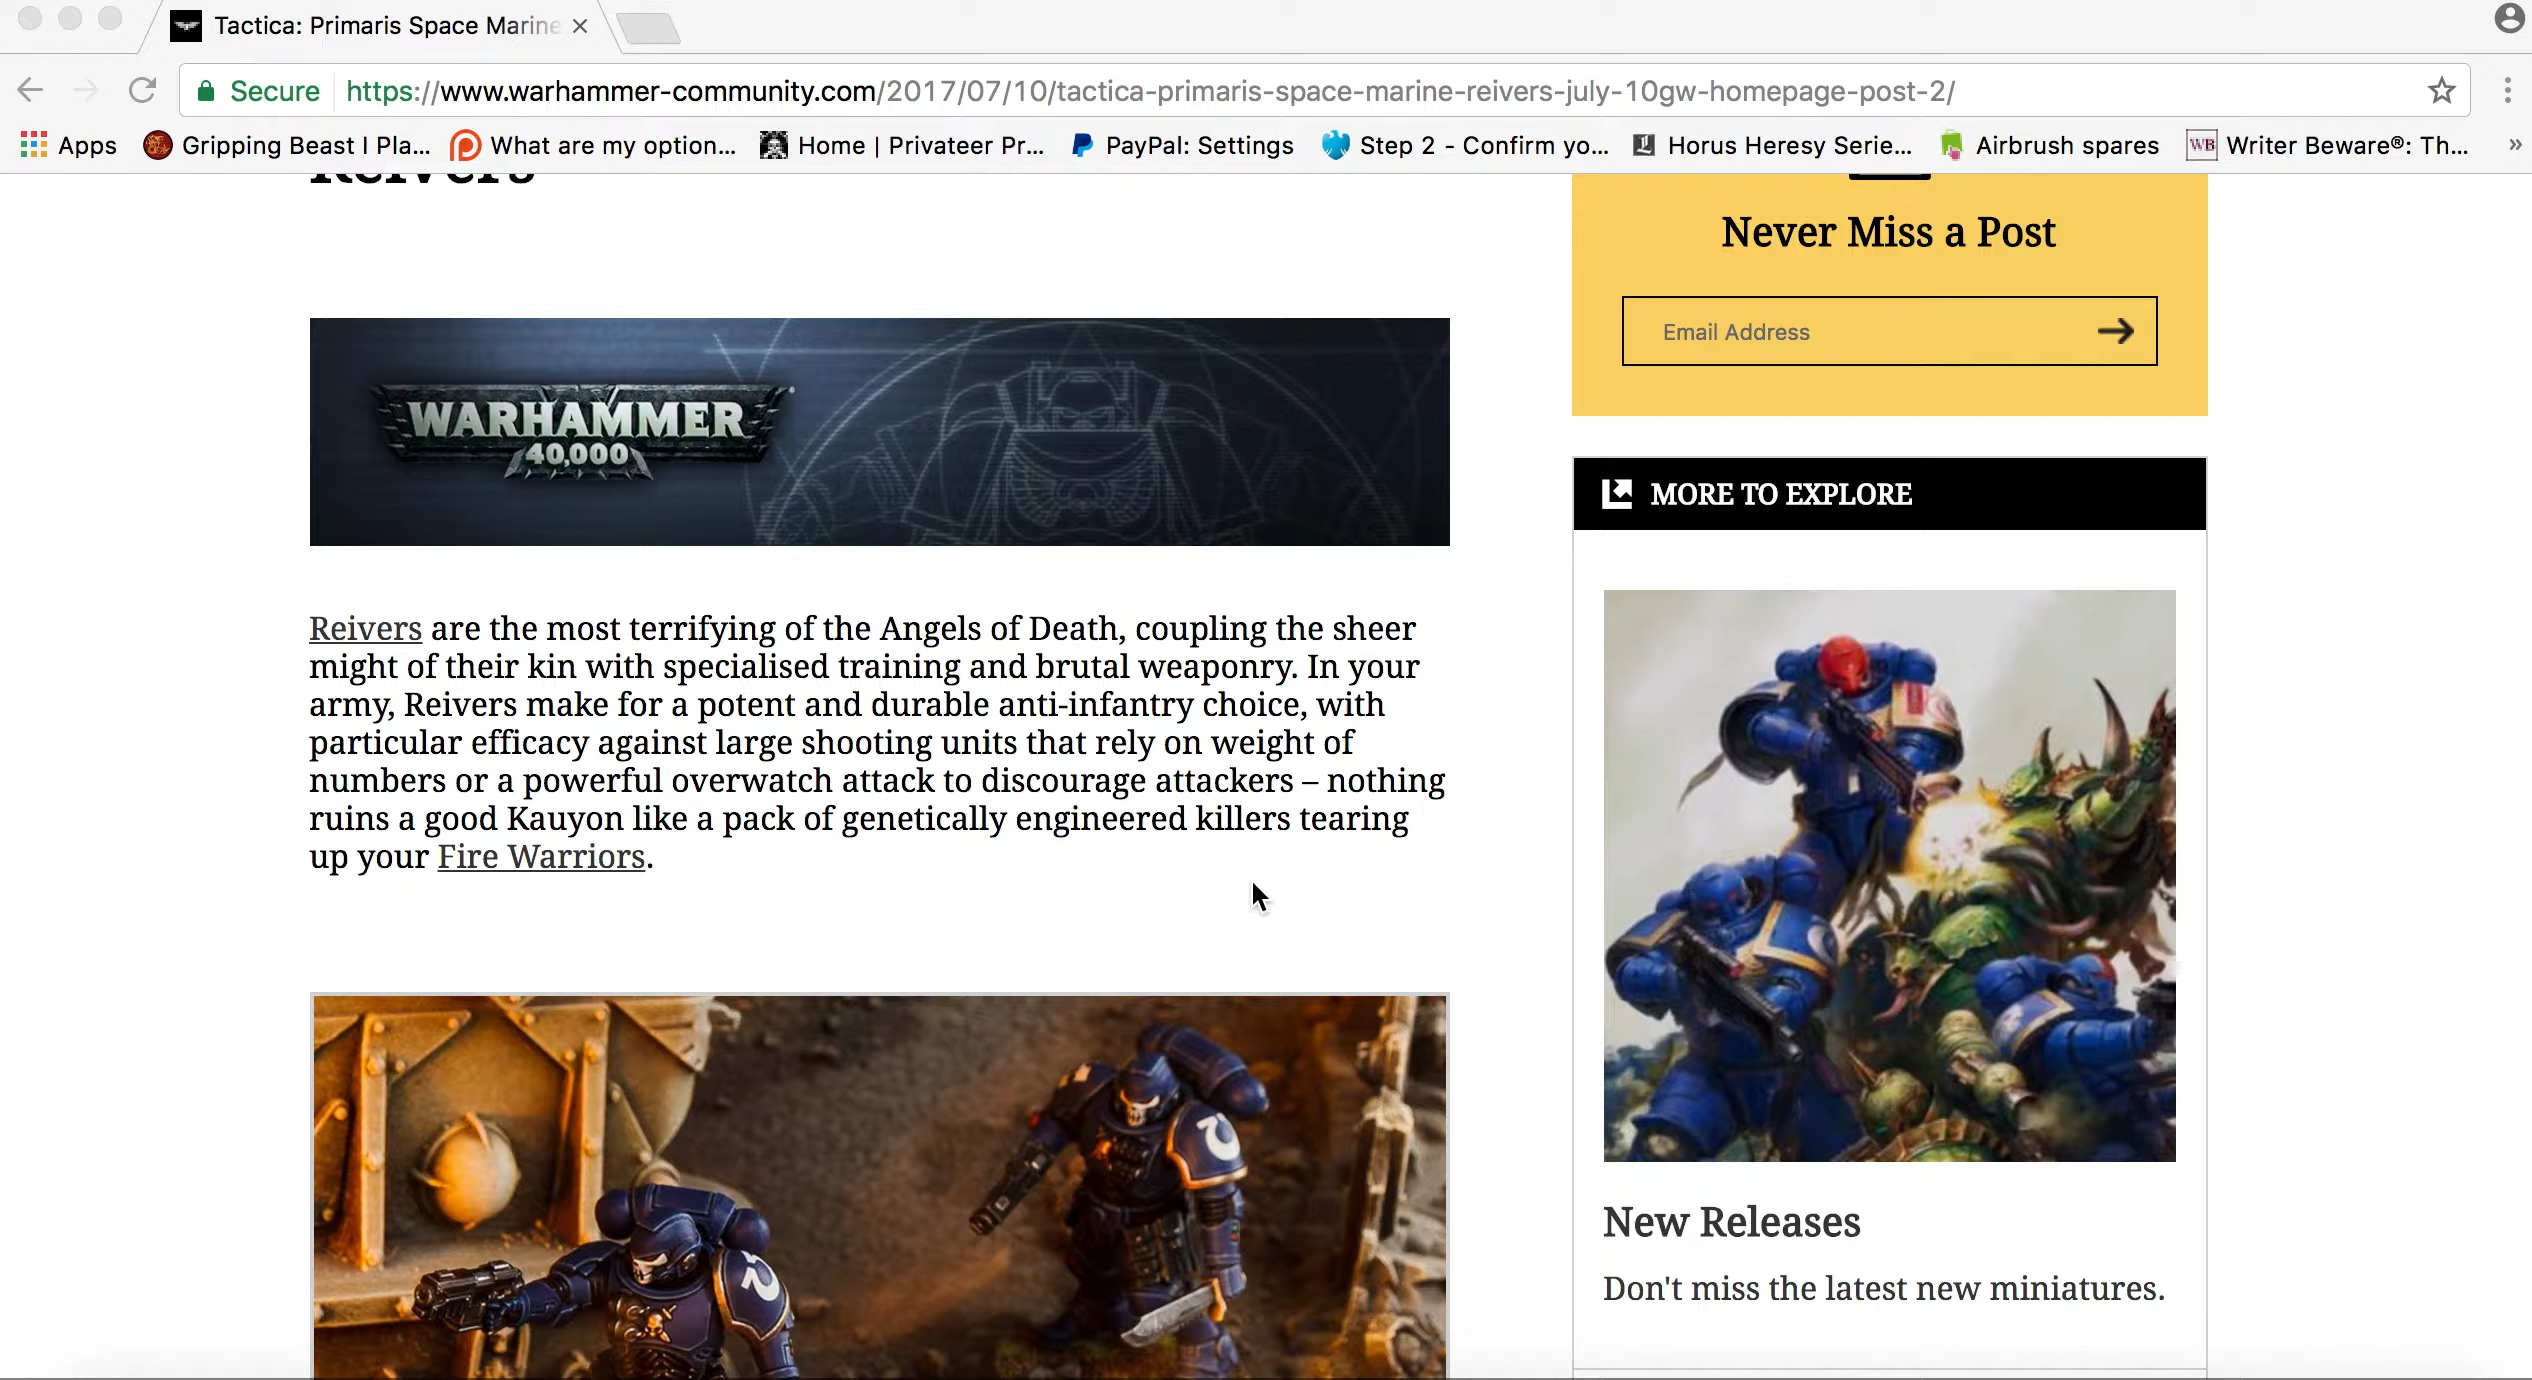 Tactica: Primaris Space Marine
Secure https://www.warhammer-community.com/2017/07/10/tactica-primaris-space-marine-reivers-july-10gw-homepage-post-2/
Apps Gripping Beast I Pla... What are my option... Home | Privateer Pr... PayPal: Settings Step 2 - Confirm yo... Horus Heresy Serie... Airbrush spares WB Writer Beware®: Th... »
Reivers
Never Miss a Post
Email Address
WARHAMMER
40,000
MORE TO EXPLORE
Reivers are the most terrifying of the Angels of Death, coupling the sheer
might of their kin with specialised training and brutal weaponry. In your
army, Reivers make for a potent and durable anti-infantry choice, with
particular efficacy against large shooting units that rely on weight of
numbers or a powerful overwatch attack to discourage attackers – nothing
ruins a good Kauyon like a pack of genetically engineered killers tearing
up your Fire Warriors.
New Releases
Don't miss the latest new miniatures.